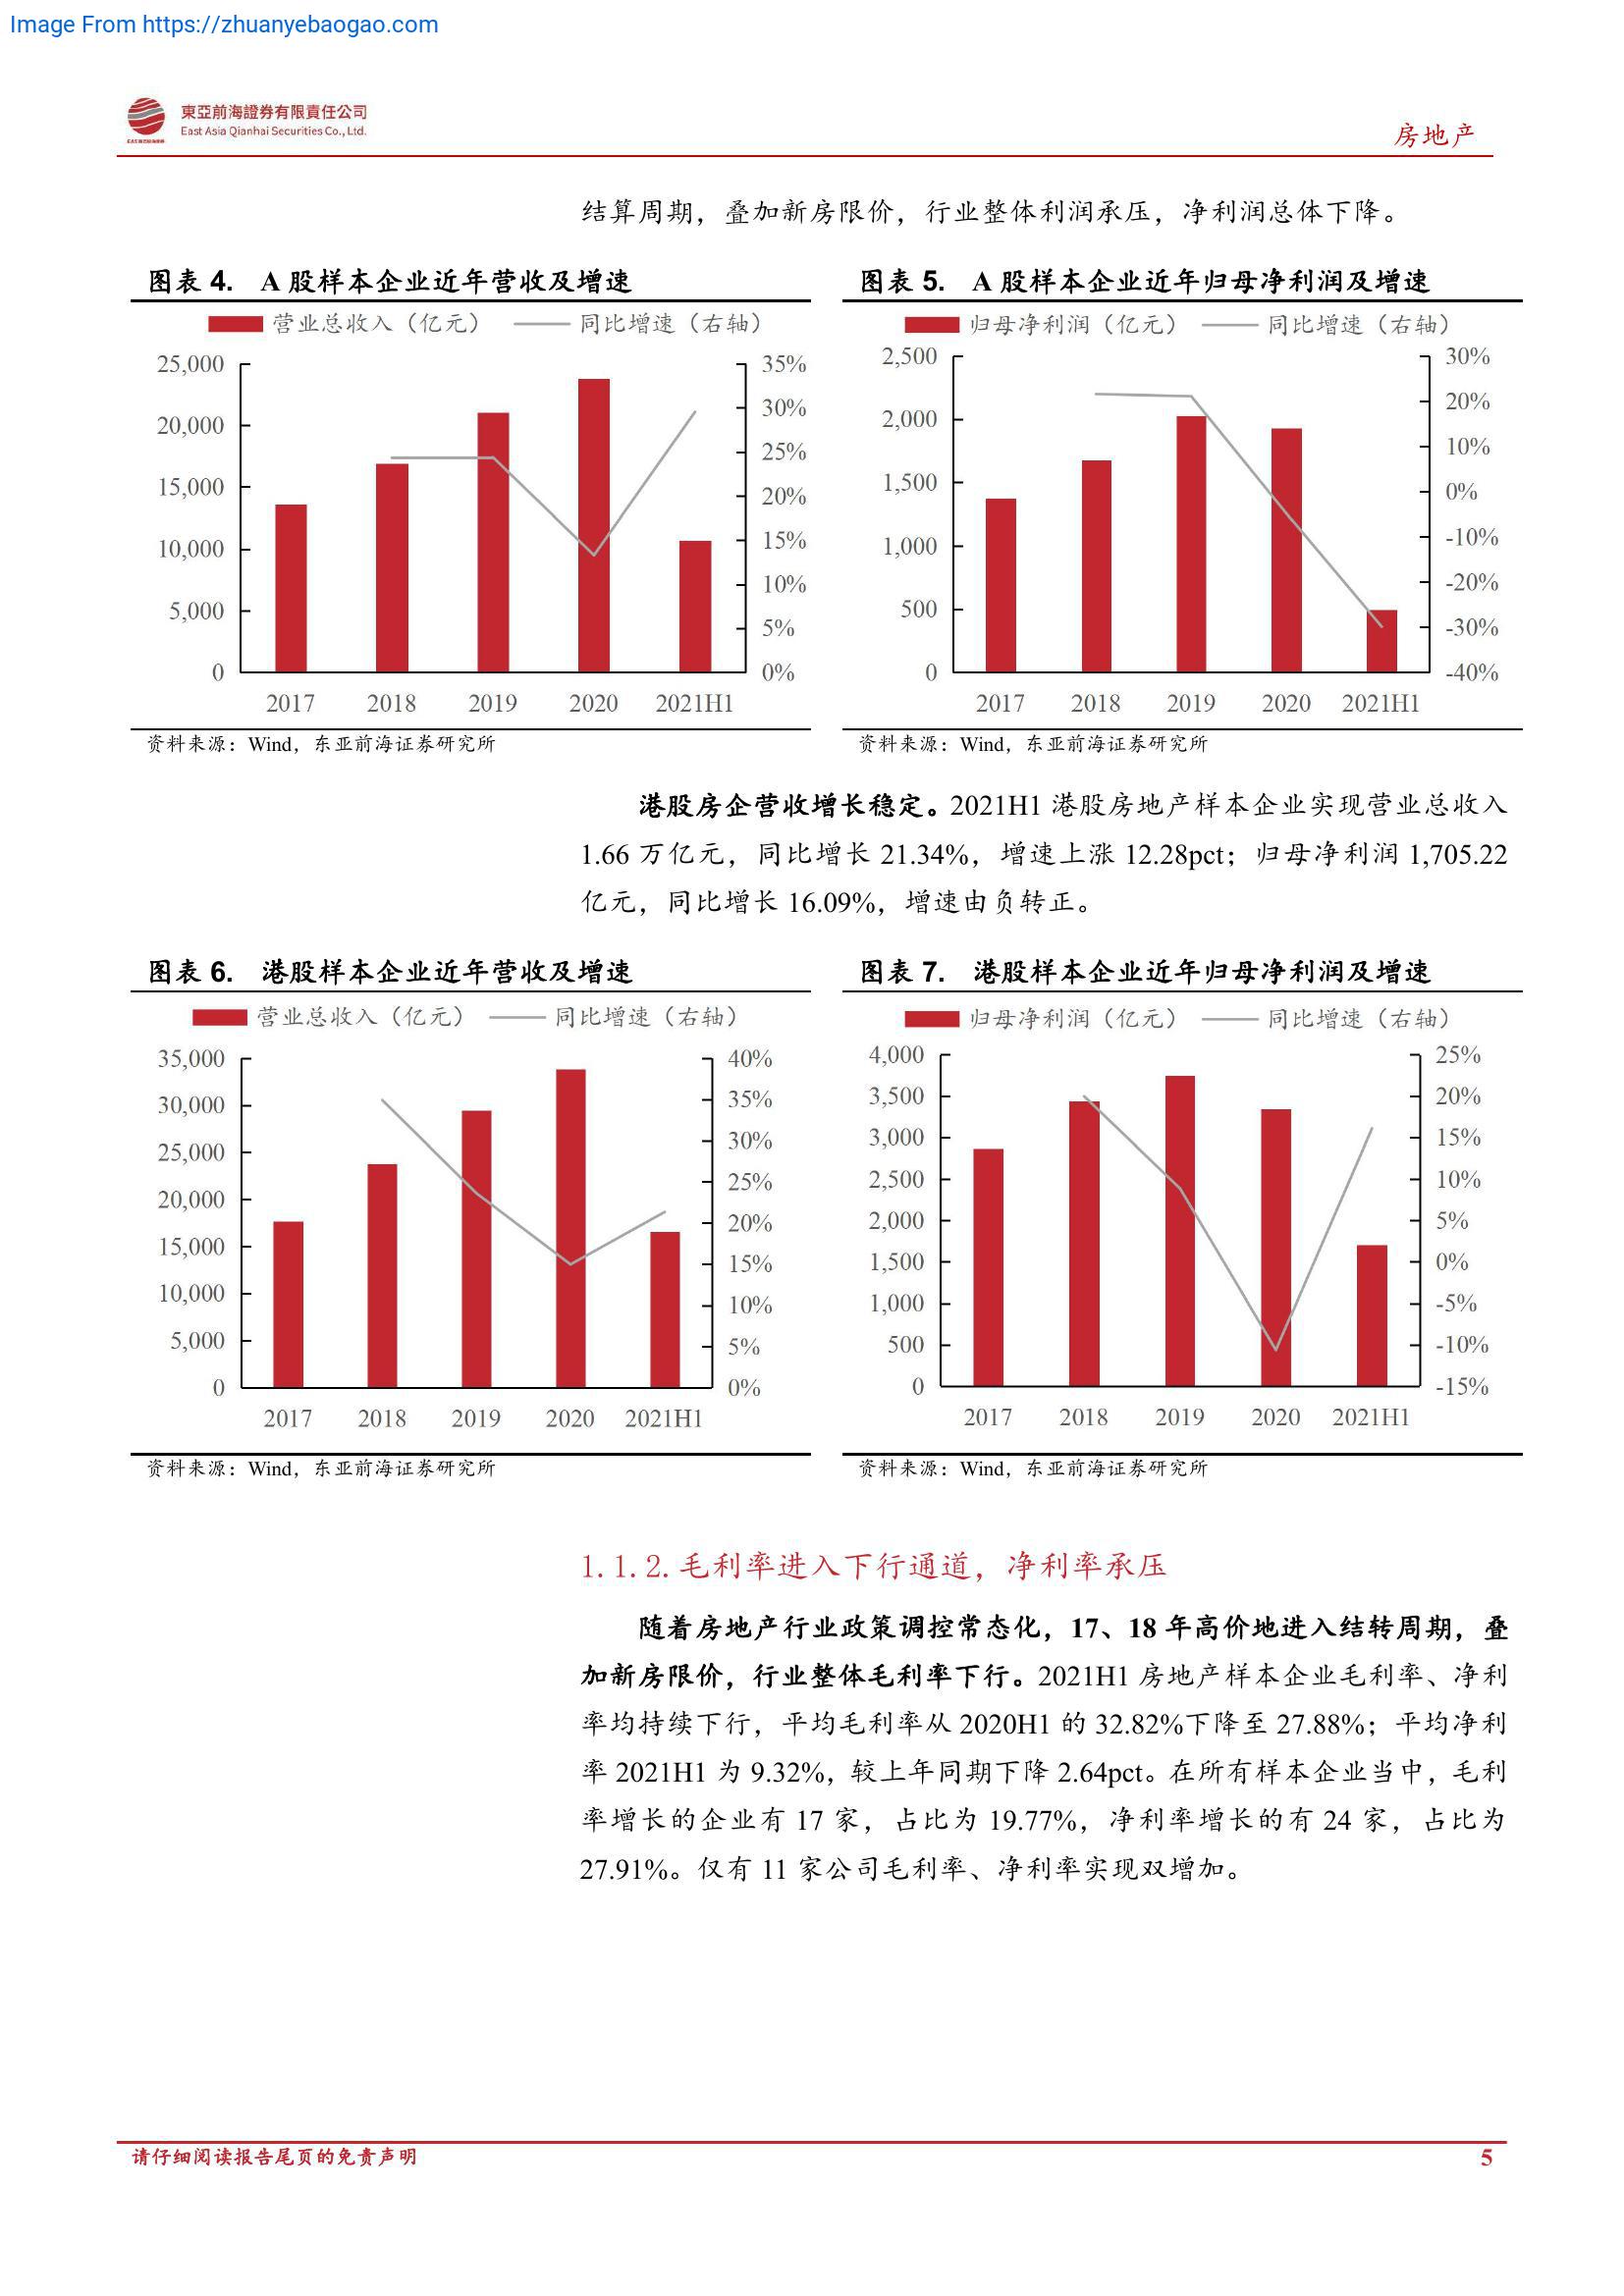 Image From https://zhuanyebaogao.com
東亞前海證券有限責任公司
East Asia Qianhai Securities Co., Ltd.
房地产
结算周期，叠加新房限价，行业整体利润承压，净利润总体下降。
图表 4. A 股样本企业近年营收及增速
营业总收入（亿元） 同比增速（右轴）
25,000
20,000
15,000
10,000
5,000
0
35%
30%
25%
20%
15%
10%
5%
0%
2017 2018 2019 2020 2021H1
资料来源：Wind，东亚前海证券研究所
图表 5. A 股样本企业近年归母净利润及增速
归母净利润（亿元） 同比增速（右轴）
2,500
2,000
1,500
1,000
500
0
30%
20%
10%
0%
-10%
-20%
-30%
-40%
2017 2018 2019 2020 2021H1
资料来源：Wind，东亚前海证券研究所
港股房企营收增长稳定。2021H1 港股房地产样本企业实现营业总收入
1.66 万亿元，同比增长 21.34%，增速上涨 12.28pct；归母净利润 1,705.22
亿元，同比增长 16.09%，增速由负转正。
图表 6. 港股样本企业近年营收及增速
营业总收入（亿元） 同比增速（右轴）
35,000
30,000
25,000
20,000
15,000
10,000
5,000
0
40%
35%
30%
25%
20%
15%
10%
5%
0%
2017 2018 2019 2020 2021H1
资料来源：Wind，东亚前海证券研究所
图表 7. 港股样本企业近年归母净利润及增速
归母净利润（亿元） 同比增速（右轴）
4,000
3,500
3,000
2,500
2,000
1,500
1,000
500
0
25%
20%
15%
10%
5%
0%
-5%
-10%
-15%
2017 2018 2019 2020 2021H1
资料来源：Wind，东亚前海证券研究所
1.1.2.毛利率进入下行通道，净利率承压
随着房地产行业政策调控常态化，17、18 年高价地进入结转周期，叠
加新房限价，行业整体毛利率下行。2021H1 房地产样本企业毛利率、净利
率均持续下行，平均毛利率从 2020H1 的 32.82%下降至 27.88%；平均净利
率 2021H1 为 9.32%，较上年同期下降 2.64pct。在所有样本企业当中，毛利
率增长的企业有 17 家，占比为 19.77%，净利率增长的有 24 家，占比为
27.91%。仅有 11 家公司毛利率、净利率实现双增加。
请仔细阅读报告尾页的免责声明
5